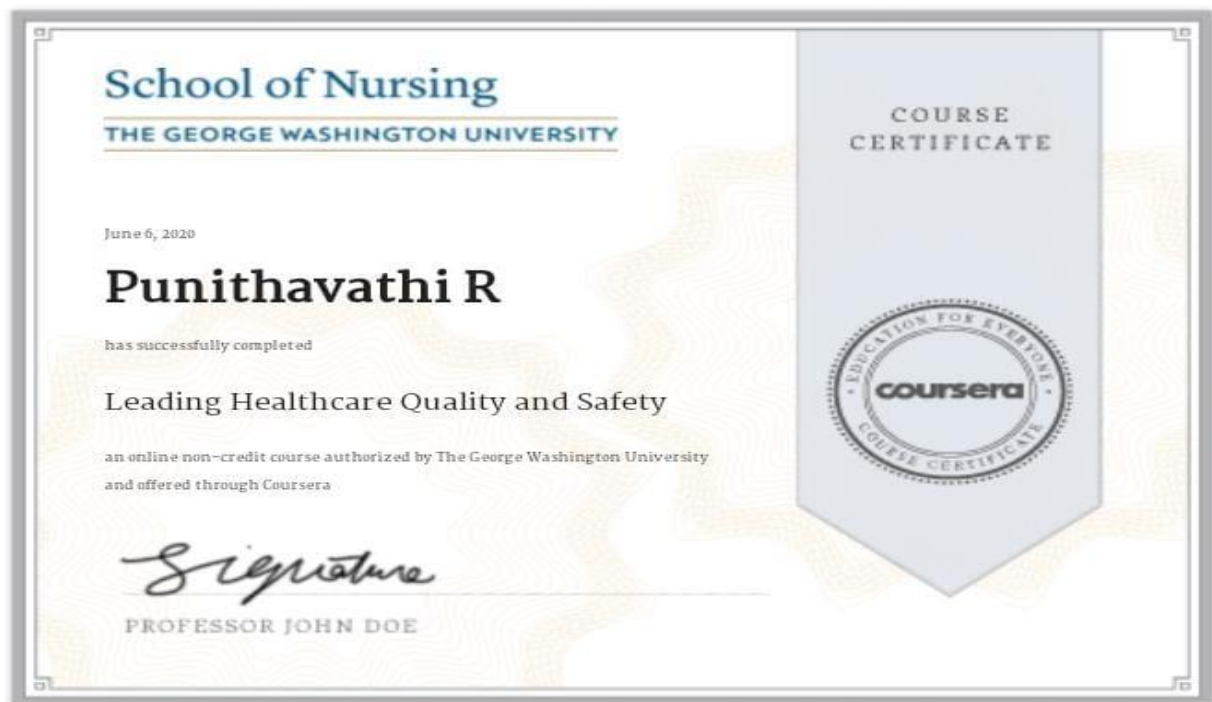 School of Nursing
THE GEORGE WASHINGTON UNIVERSITY
June 6, 2020
Punithavathi R
has successfully completed
Leading Healthcare Quality and Safety
an online non-credit course authorized by The George Washington University
and offered through Coursera
Signature
PROFESSOR JOHN DOE
COURSE
CERTIFICATE
EDUCATION FOR EVERYONE
coursera
COURSE CERTIFICATE